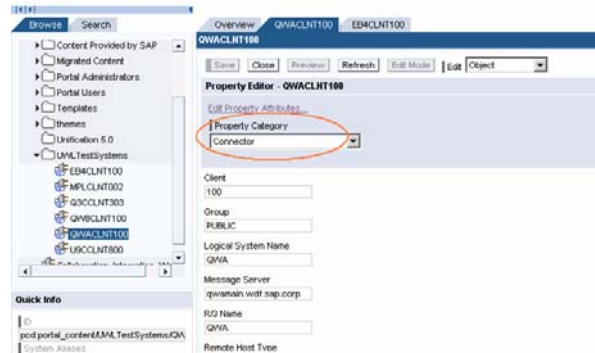 Browse Search
Content Provided by SAP
Migrated Content
Portal Administrators
Portal Users
Templates
themes
Unification 5.0
UWLTestSystems
EB4CLNT100
MPLCLNT002
Q3CCLNT303
QW8CLNT100
QWACLNT100
U9CCLNT800
Quick Info
ID
pcd:portal_content/UWLTestSystems/QW
System Aliases
Overview QWACLNT100 EB4CLNT100
QWACLNT100
Save Close Preview Refresh Edit Mode Edit Object
Property Editor - QWACLNT100
Edit Property Attributes...
Property Category
Connector
Client
100
Group
PUBLIC
Logical System Name
QWA
Message Server
qwamain.wdf.sap.corp
R/3 Name
QWA
Remote Host Type